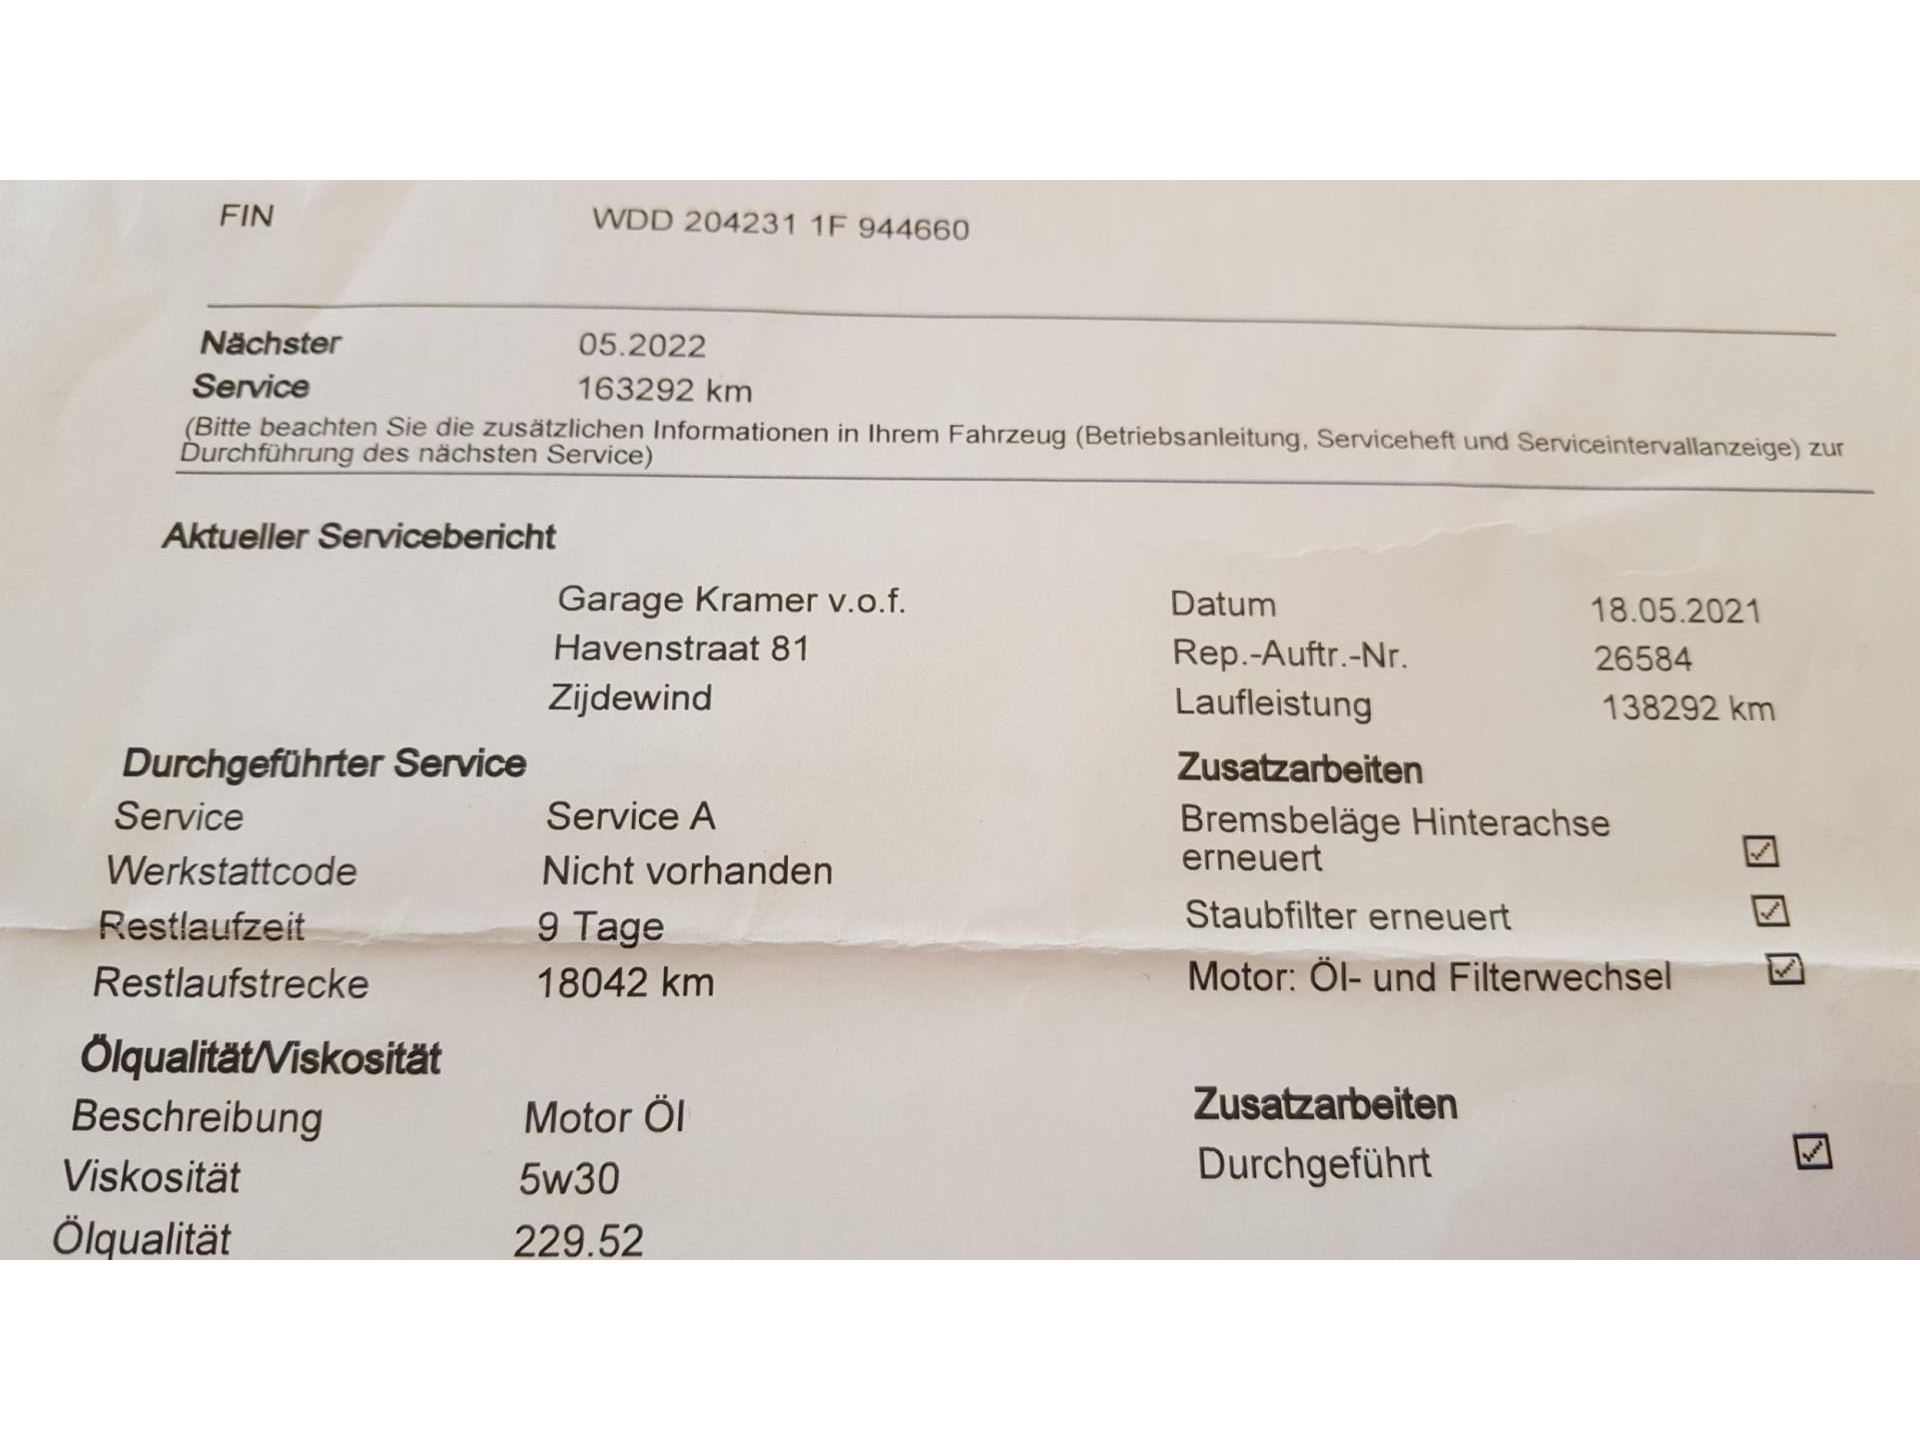 FIN WDD 204231 1F 944660
Nächster 05.2022
Service 163292 km
(Bitte beachten Sie die zusätzlichen Informationen in Ihrem Fahrzeug (Betriebsanleitung, Serviceheft und Serviceintervallanzeige) zur
Durchführung des nächsten Service)
Aktueller Servicebericht
Garage Kramer v.o.f.
Havenstraat 81
Zijdewind
Datum 18.05.2021
Rep.-Auftr.-Nr. 26584
Laufleistung 138292 km
Durchgeführter Service
Service Service A
Werkstattcode Nicht vorhanden
Restlaufzeit 9 Tage
Restlaufstrecke 18042 km
Zusatzarbeiten
Bremsbeläge Hinterachse
erneuert
Staubfilter erneuert
Motor: Öl- und Filterwechsel
Ölqualität/Viskosität
Beschreibung Motor Öl
Viskosität 5w30
Ölqualität 229.52
Zusatzarbeiten
Durchgeführt